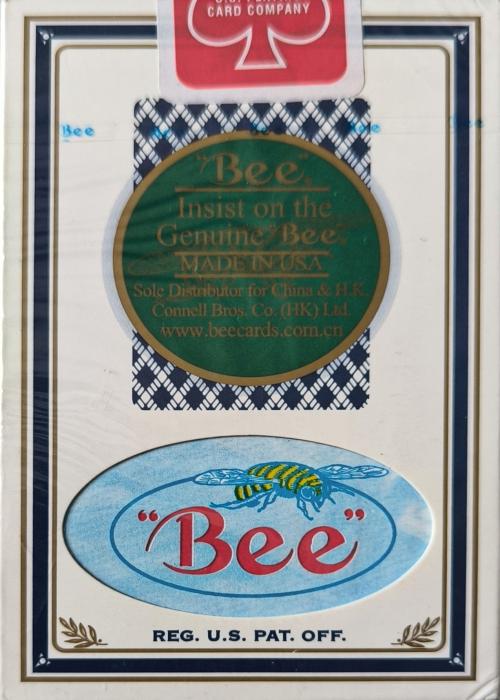 CARD COMPANY
Bee
Bee
"Bee"
Insist on the
Genuine "Bee"
MADE IN USA
Sole Distributor for China & H.K.
Connell Bros. Co. (HK) Ltd.
www.beecards.com.cn
"Bee"
REG. U.S. PAT. OFF.